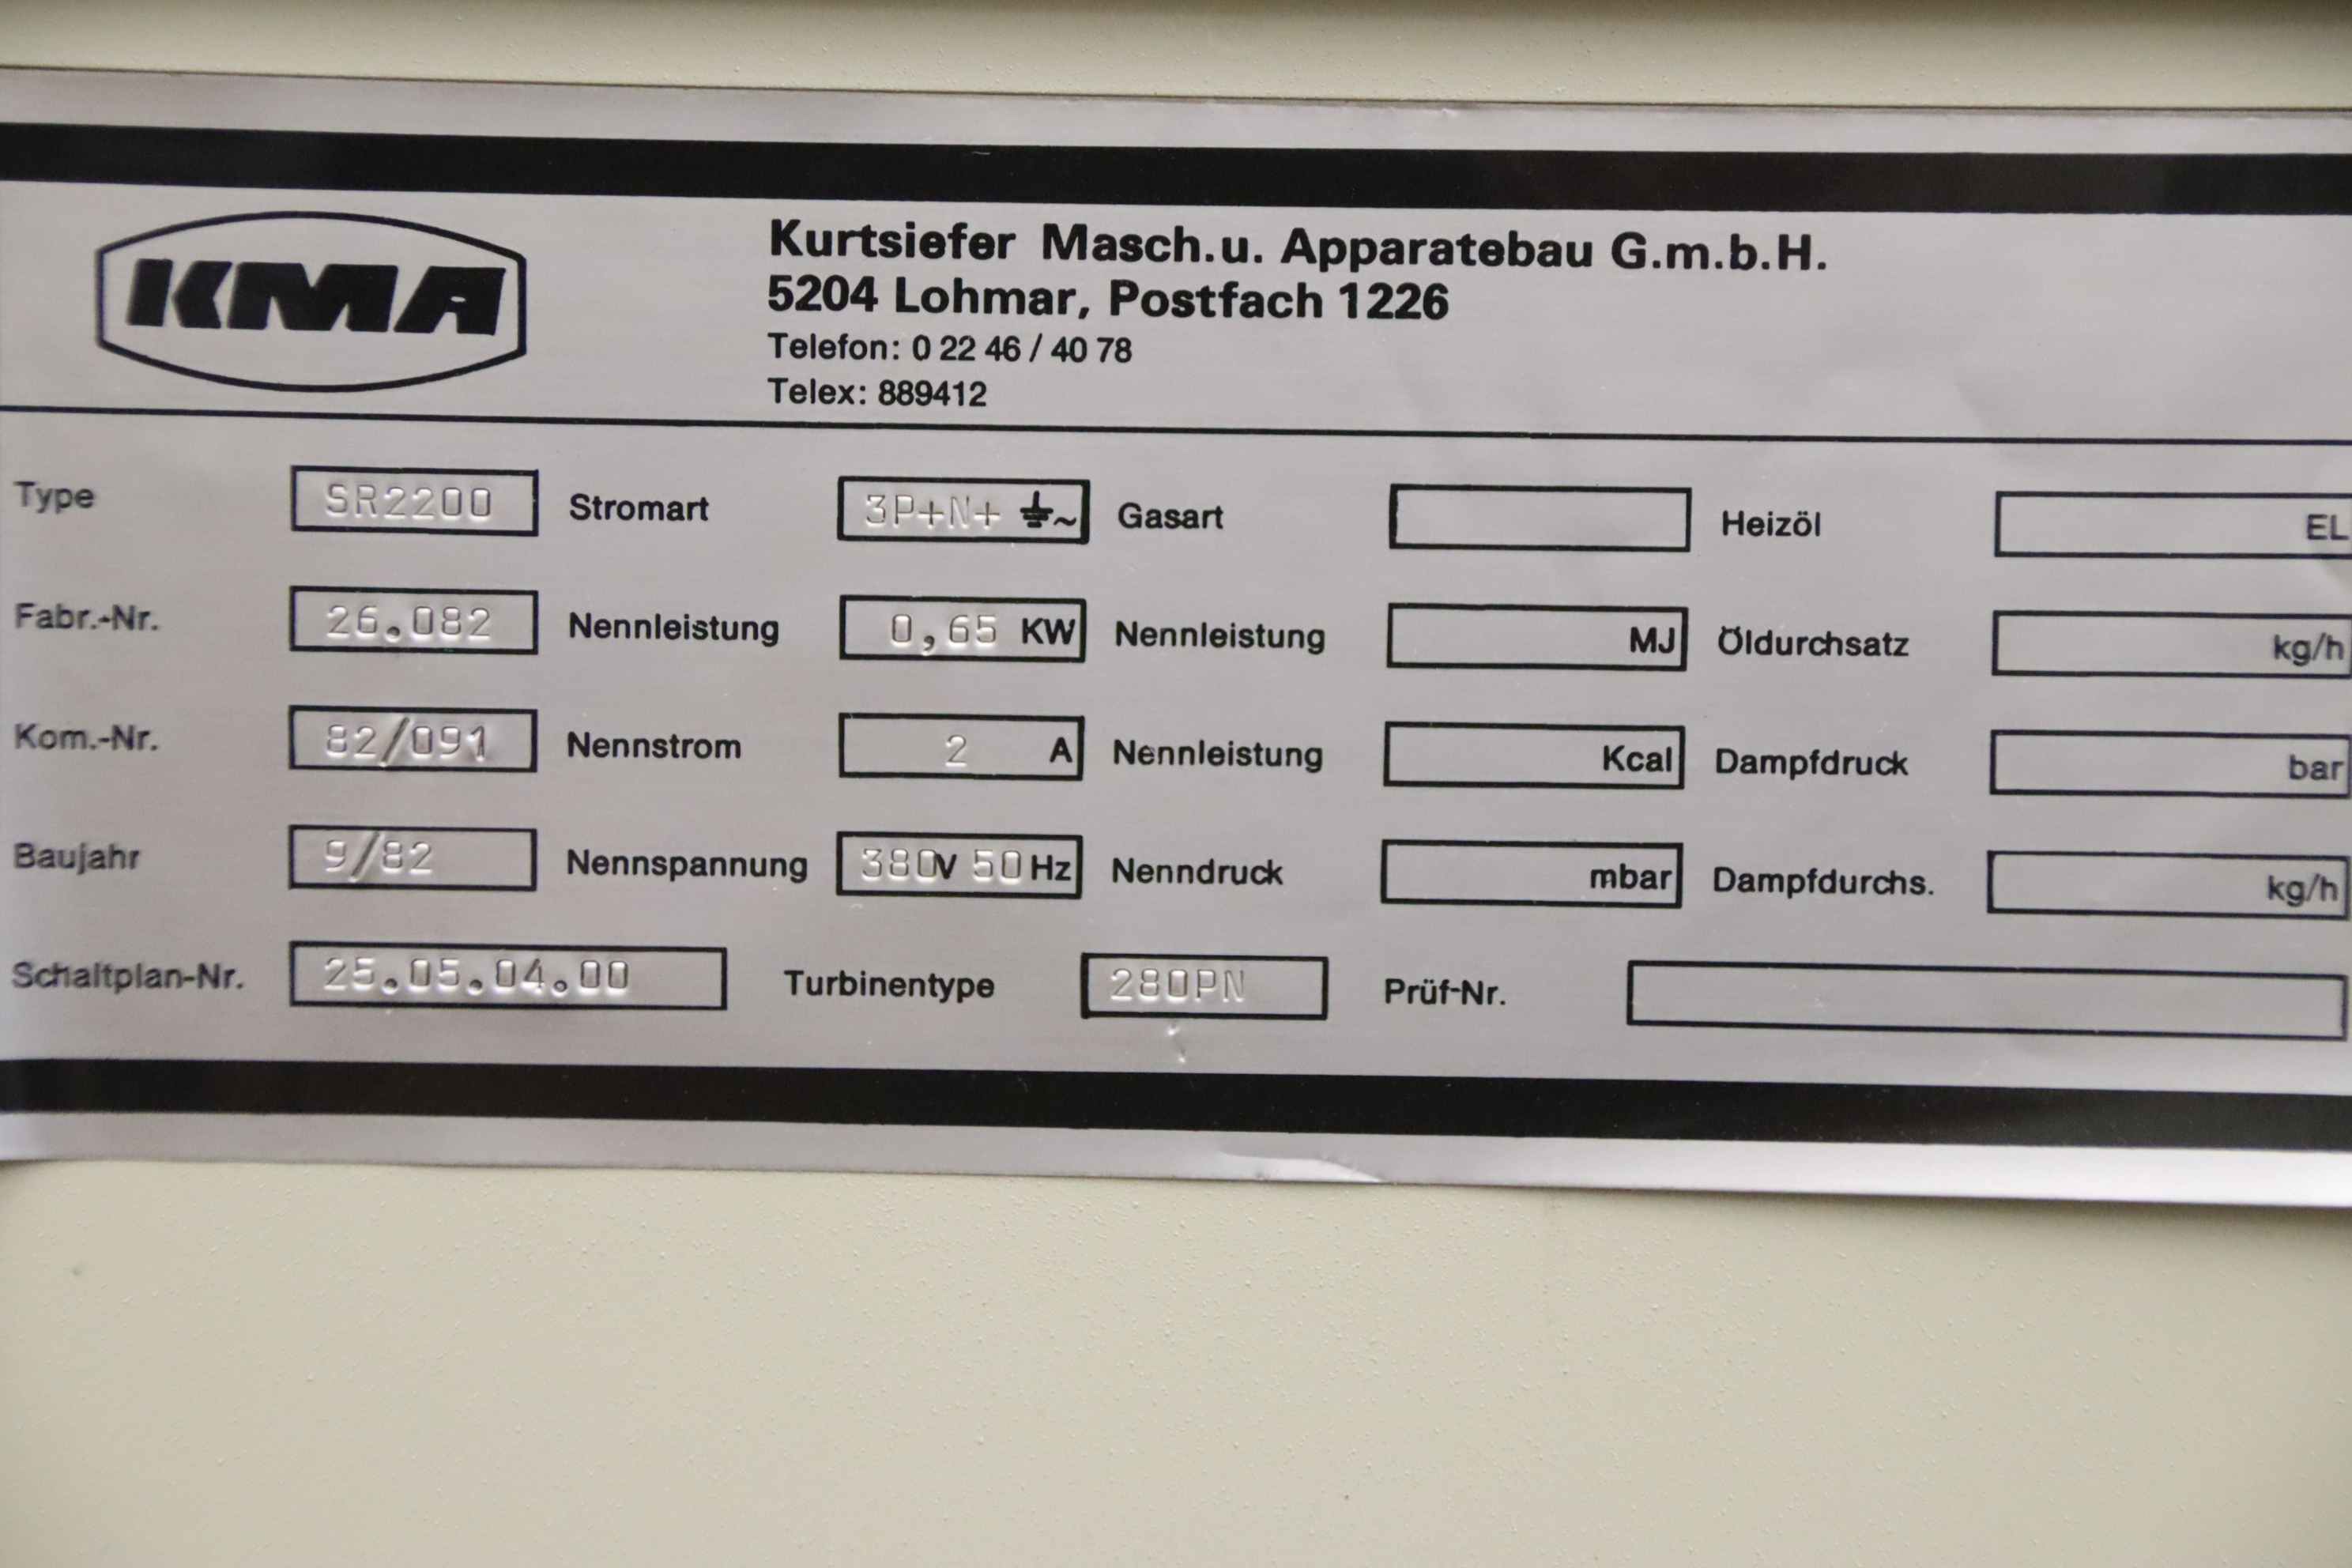 KMA
Kurtsiefer Masch.u. Apparatebau G.m.b.H.
5204 Lohmar, Postfach 1226
Telefon: 0 22 46 / 40 78
Telex: 889412
Type SR2200 Stromart 3P+N+ ⏚~ Gasart Heizöl EL
Fabr.-Nr. 26.082 Nennleistung 0,65 KW Nennleistung MJ Öldurchsatz kg/h
Kom.-Nr. 82/091 Nennstrom 2 A Nennleistung Kcal Dampfdruck bar
Baujahr 9/82 Nennspannung 380V 50 Hz Nenndruck mbar Dampfdurchs. kg/h
Schaltplan-Nr. 25.05.04.00 Turbinentype 280PN Prüf-Nr.